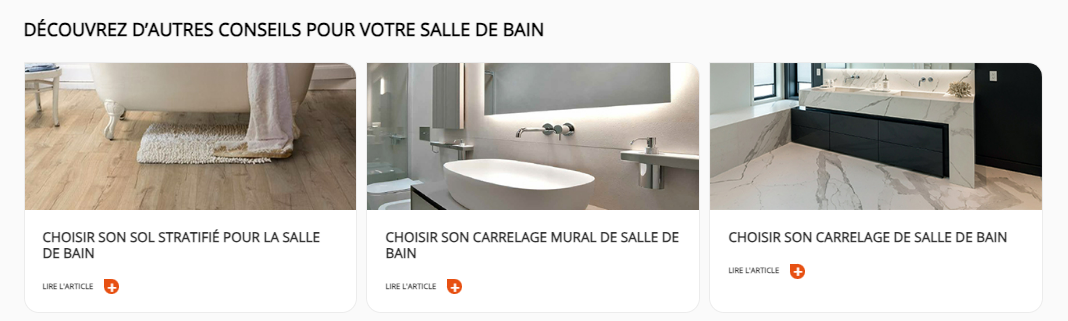 DÉCOUVREZ D’AUTRES CONSEILS POUR VOTRE SALLE DE BAIN
CHOISIR SON SOL STRATIFIÉ POUR LA SALLE
DE BAIN
LIRE L'ARTICLE
CHOISIR SON CARRELAGE MURAL DE SALLE DE
BAIN
LIRE L'ARTICLE
CHOISIR SON CARRELAGE DE SALLE DE BAIN
LIRE L'ARTICLE